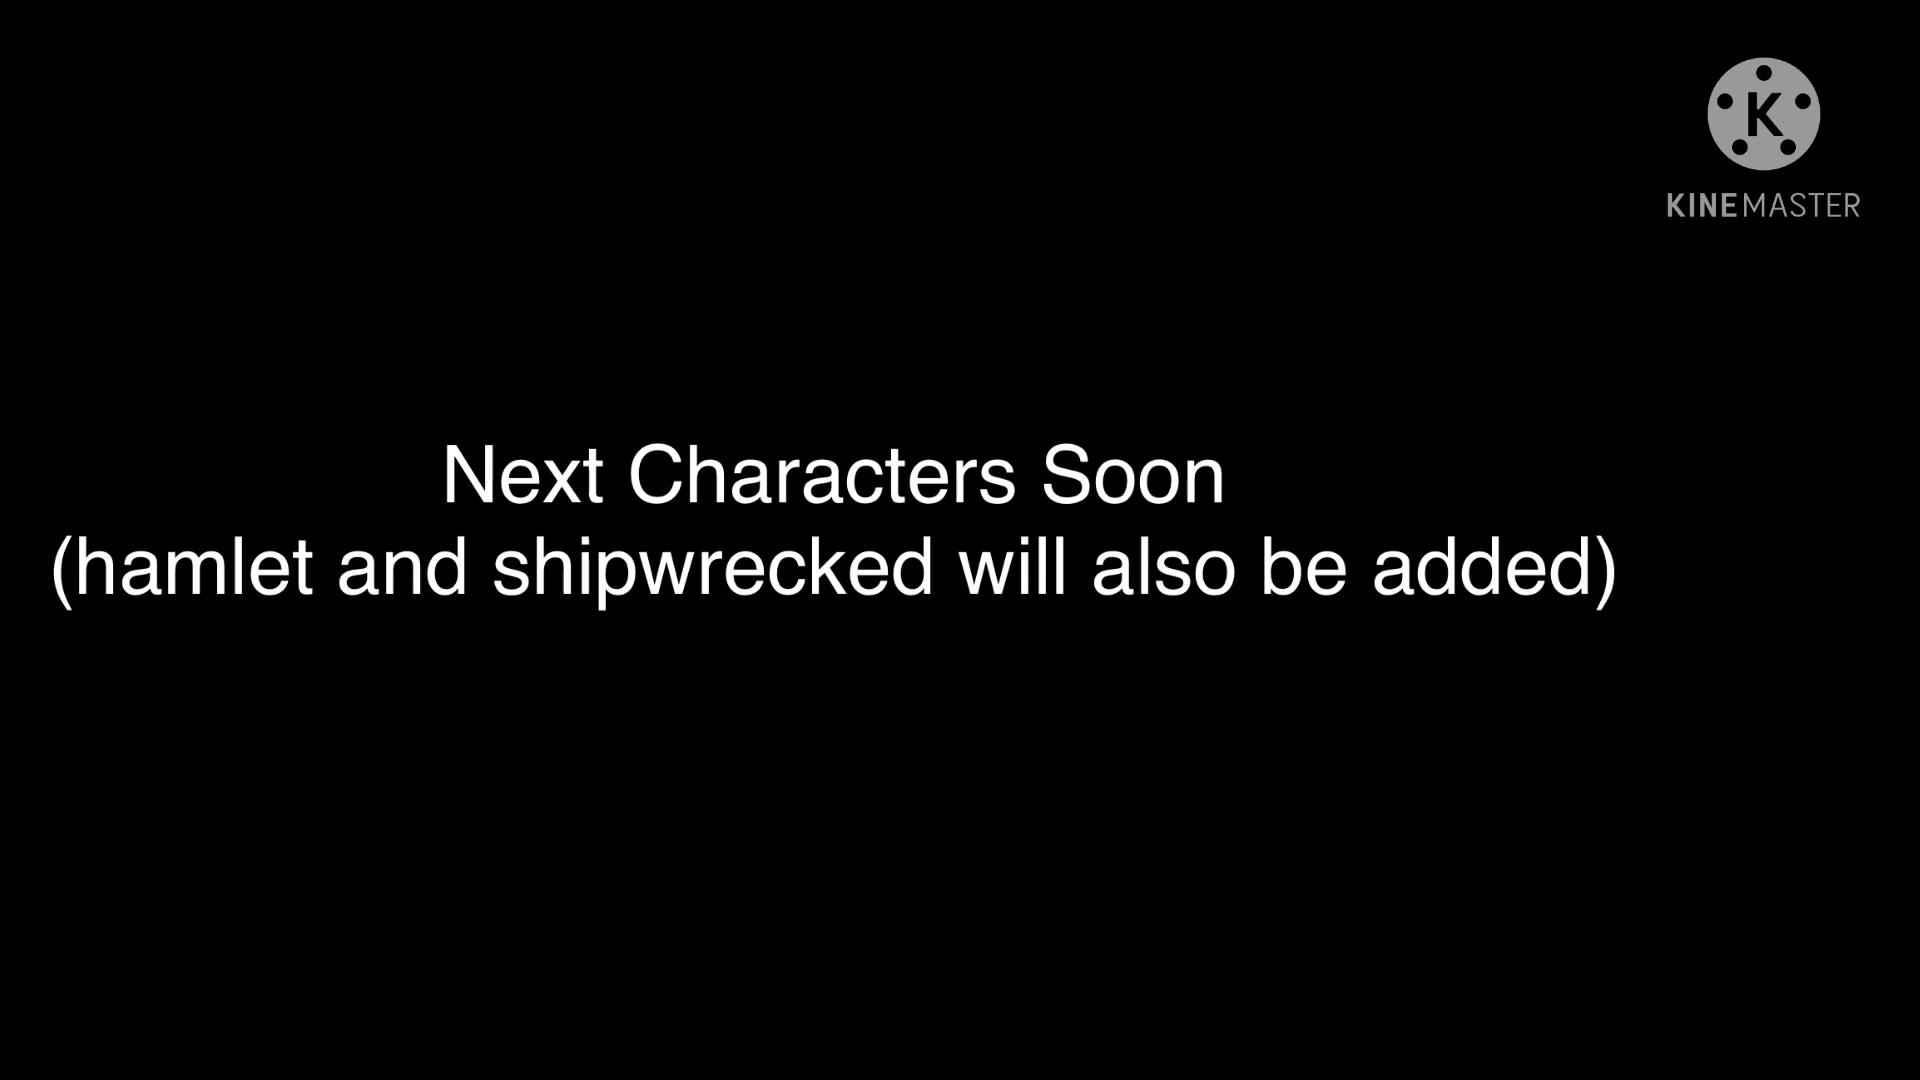 K
KINEMASTER
Next Characters Soon
(hamlet and shipwrecked will also be added)